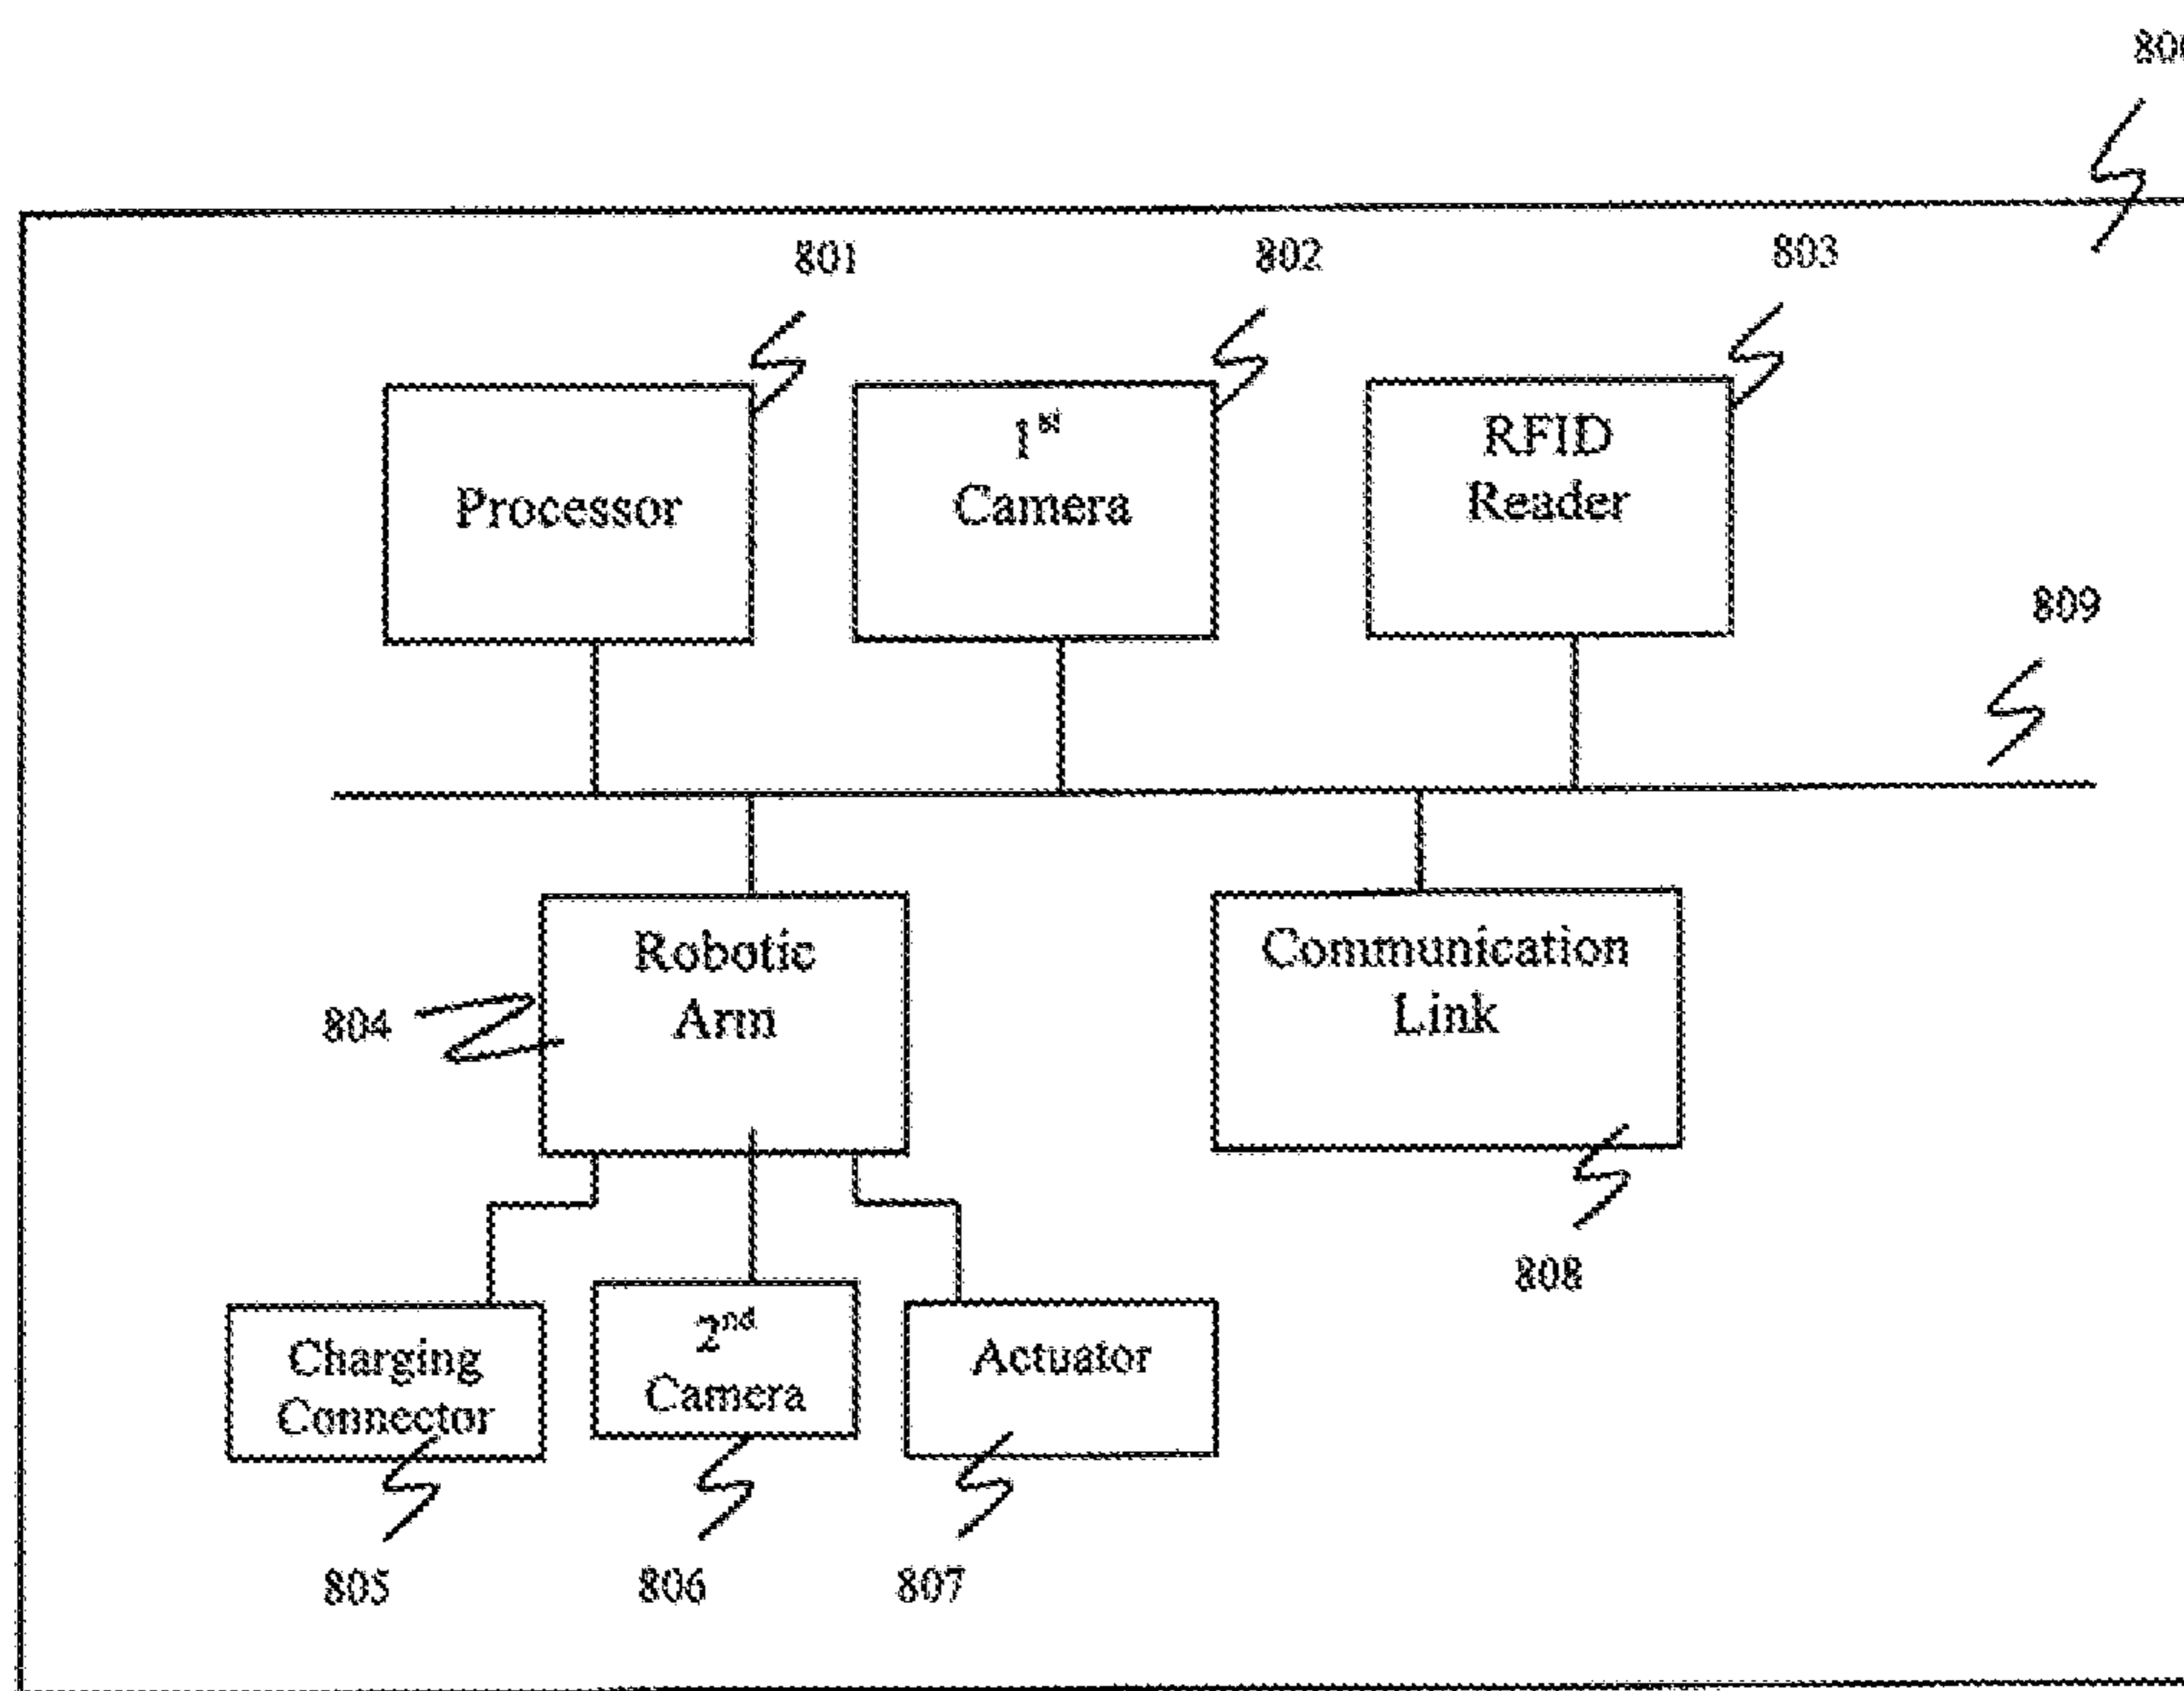 800
801
802
803
Processor
1st
Camera
RFID
Reader
809
Robotic
Arm
804
Communication
Link
808
Charging
Connector
2nd
Camera
Actuator
805
806
807